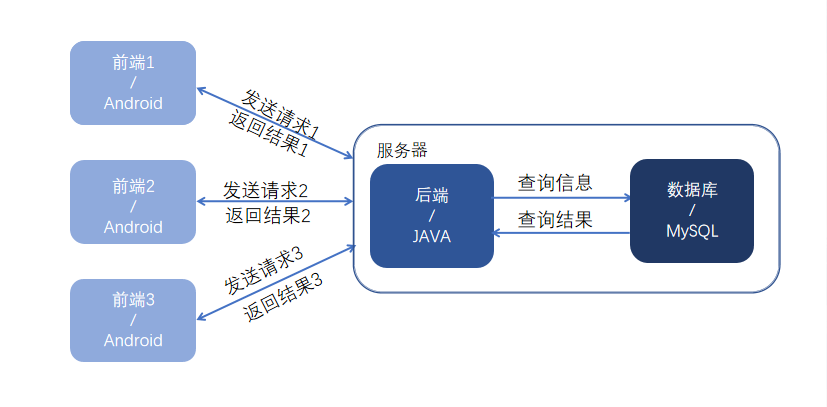 前端1
/
Android
发送请求1
返回结果1
前端2
/
Android
发送请求2
返回结果2
前端3
/
Android
发送请求3
返回结果3
服务器
后端
/
JAVA
查询信息
查询结果
数据库
/
MySQL